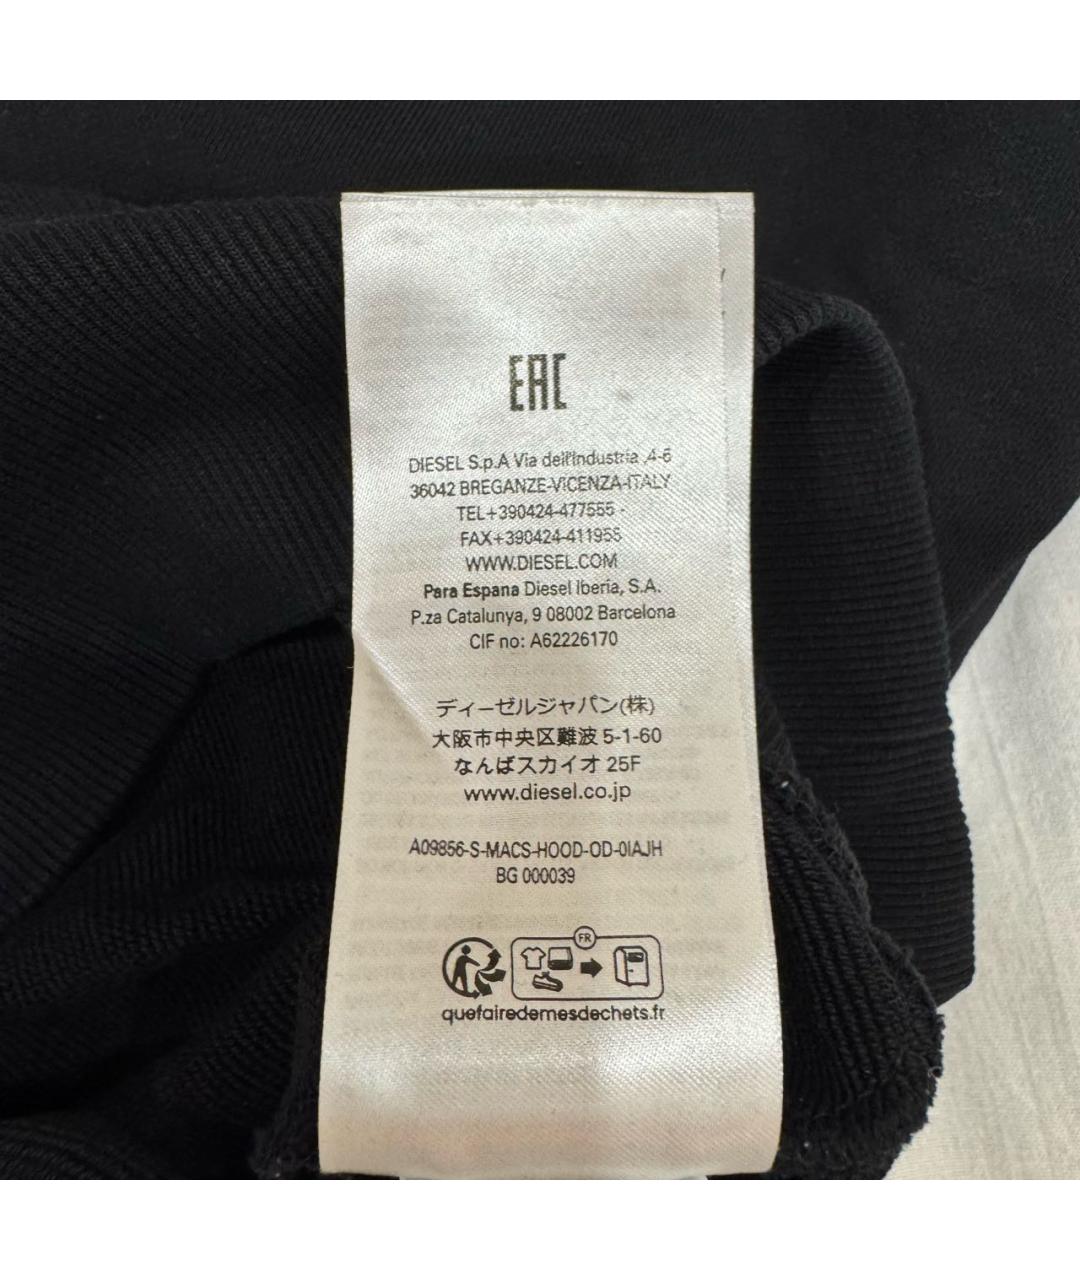 EAC
DIESEL S.p.A Via dell'Industria ,4-6
36042 BREGANZE-VICENZA-ITALY
TEL+390424-477555 -
FAX+390424-411955
WWW.DIESEL.COM
Para Espana Diesel Iberia, S.A.
P.za Catalunya, 9 08002 Barcelona
CIF no: A62226170
ディーゼルジャパン(株)
大阪市中央区難波 5-1-60
なんばスカイオ 25F
www.diesel.co.jp
A09856-S-MACS-HOOD-OD-0IAJH
BG 000039
FR
quefairedemesdechets.fr